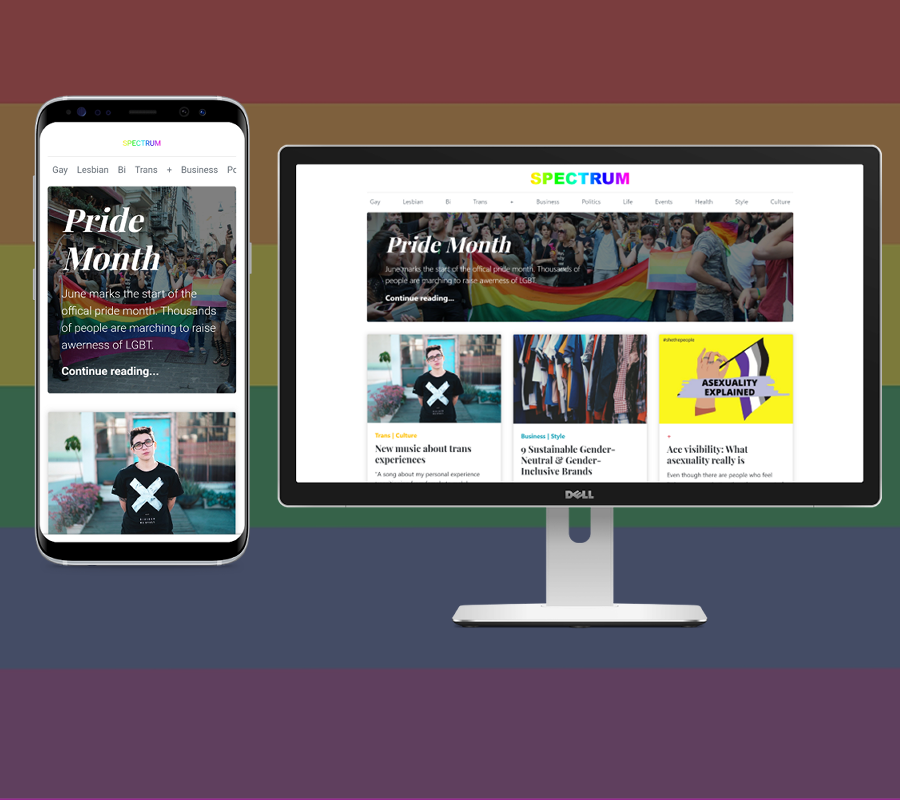 SPECTRUM
Gay Lesbian Bi Trans + Business Po
Pride
Month
June marks the start of the
offical pride month. Thousands
of people are marching to raise
awerness of LGBT.
Continue reading...
SPECTRUM
Gay Lesbian Bi Trans + Business Politics Life Events Health Style Culture
Pride Month
June marks the start of the offical pride month. Thousands of
people are marching to raise awerness of LGBT.
Continue reading...
#wethepeople
ASEXUALITY
EXPLAINED
Trans | Culture
New music about trans
experiences
"A song about my personal experience
Business | Style
9 Sustainable Gender-
Neutral & Gender-
Inclusive Brands
+
Ace visibility: What
asexuality really is
Even though there are people who feel
DELL